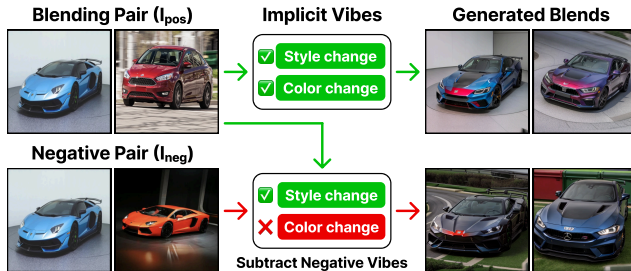 Blending Pair (Ipos)
Implicit Vibes
Generated Blends
Style change
Color change
Negative Pair (Ineg)
Style change
Color change
Subtract Negative Vibes